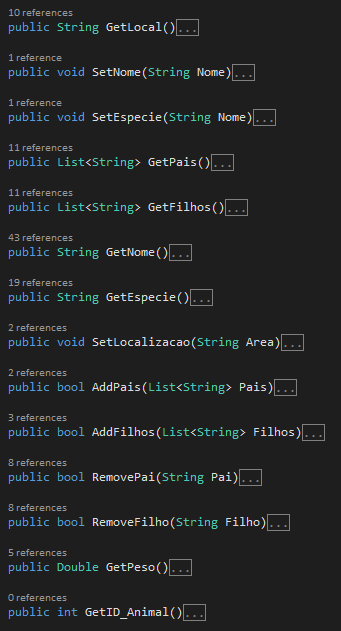 10 references
public String GetLocal()...
1 reference
public void SetNome(String Nome)...
1 reference
public void SetEspecie(String Nome)...
11 references
public List<String> GetPais()...
11 references
public List<String> GetFilhos()...
43 references
public String GetNome()...
19 references
public String GetEspecie()...
2 references
public void SetLocalizacao(String Area)...
2 references
public bool AddPais(List<String> Pais)...
3 references
public bool AddFilhos(List<String> Filhos)...
8 references
public bool RemovePai(String Pai)...
8 references
public bool RemoveFilho(String Filho)...
5 references
public Double GetPeso()...
0 references
public int GetID_Animal()...